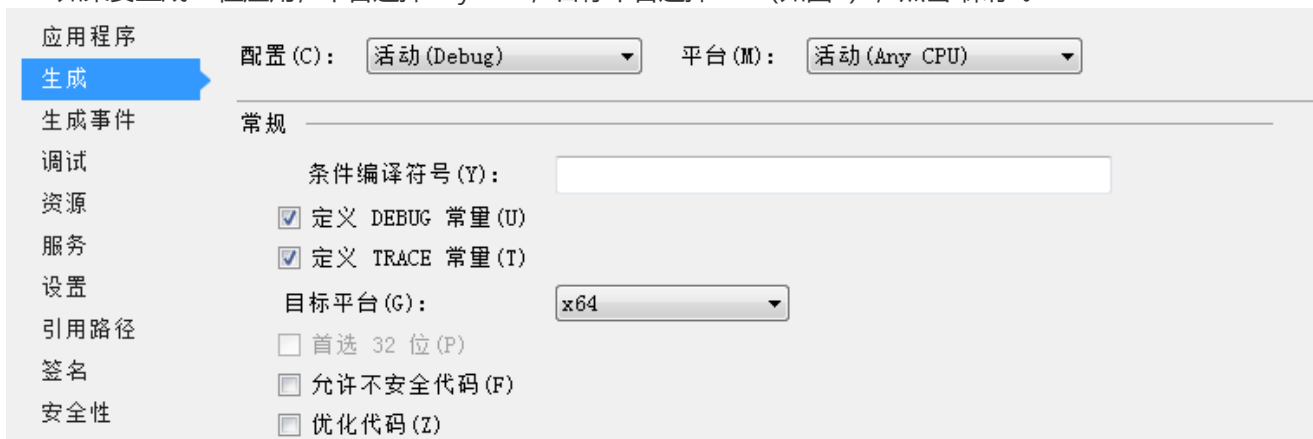 应用程序
配置(C): 活动(Debug) 平台(M): 活动(Any CPU)
生成
生成事件
常规
调试
条件编译符号(Y):
资源
定义 DEBUG 常量(U)
服务
定义 TRACE 常量(T)
设置
目标平台(G): x64
引用路径
首选 32 位(P)
签名
允许不安全代码(F)
安全性
优化代码(Z)